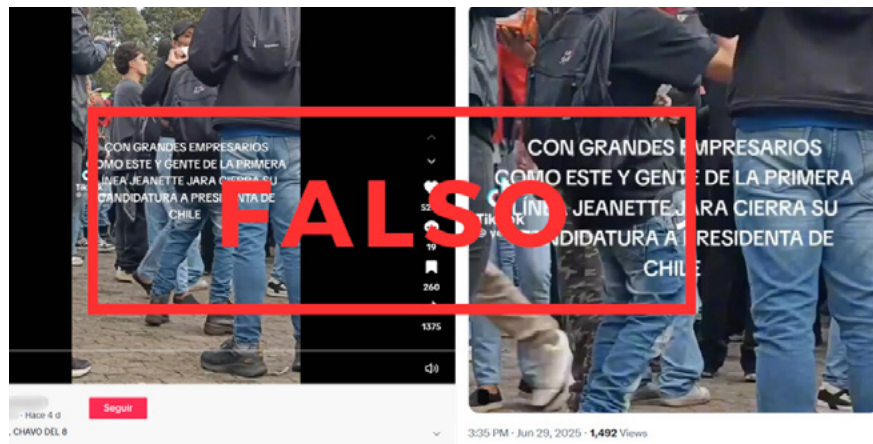 CON GRANDES EMPRESARIOS
COMO ESTE Y GENTE DE LA PRIMERA
LÍNEA JEANETTE JARA CIERRA SU
CANDIDATURA A PRESIDENTA DE
CHILE
19
260
1375
Seguir
· Hace 4 d
CHAVO DEL 8
CON GRANDES EMPRESARIOS
COMO ESTE Y GENTE DE LA PRIMERA
LÍNEA JEANETTE JARA CIERRA SU
CANDIDATURA A PRESIDENTA DE
CHILE
TikTok
3:35 PM · Jun 29, 2025 · 1,492 Views
FALSO